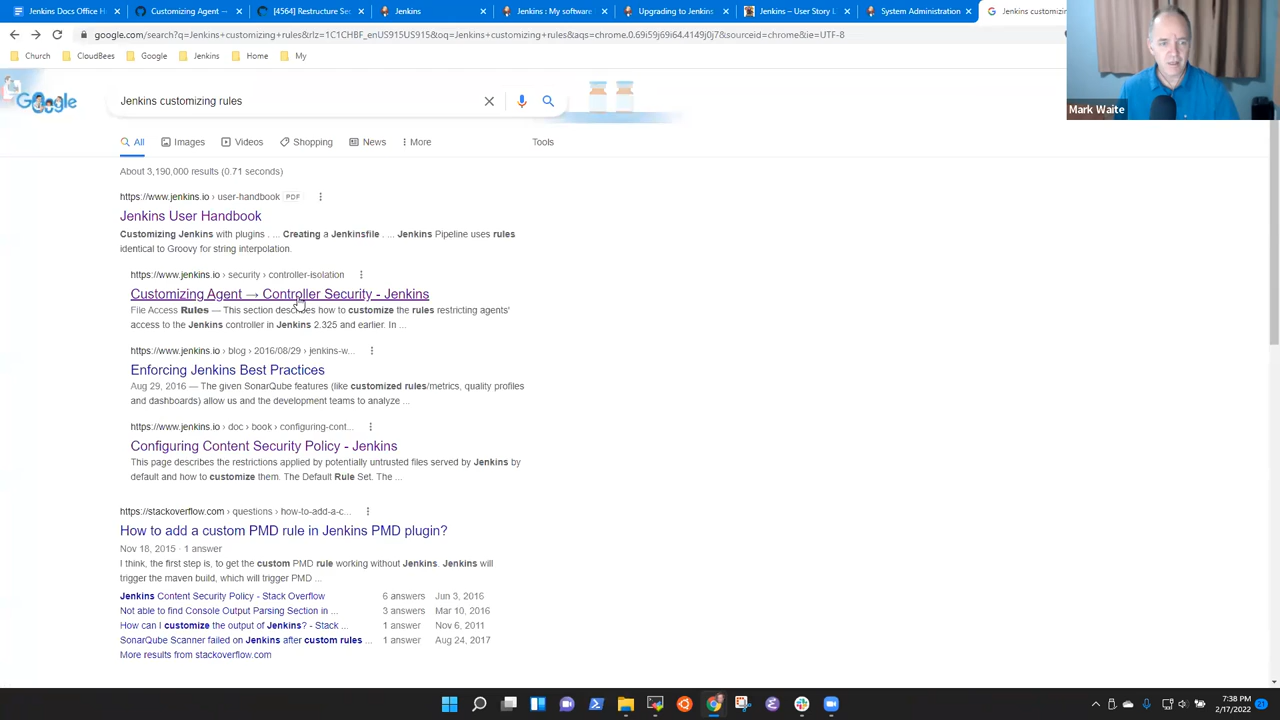 Jenkins Docs Office H
Customizing Agent —
[4564] Restructure Sec
Jenkins
Jenkins : My software
Upgrading to Jenkins
Jenkins – User Story L
System Administration
Jenkins customizin
google.com/search?q=Jenkins+customizing+rules&rlz=1C1CHBF_enUS915US915&oq=Jenkins+customizing+rules&aqs=chrome.0.69i59j69i64.4149j0j7&sourceid=chrome&ie=UTF-8
Church
CloudBees
Google
Jenkins
Home
My
Mark Waite
Google
Jenkins customizing rules
All
Images
Videos
Shopping
News
More
Tools
About 3,190,000 results (0.71 seconds)
https://www.jenkins.io › user-handbook PDF
Jenkins User Handbook
Customizing Jenkins with plugins . ... Creating a Jenkinsfile . ... Jenkins Pipeline uses rules
identical to Groovy for string interpolation.
https://www.jenkins.io › security › controller-isolation
Customizing Agent → Controller Security - Jenkins
File Access Rules — This section describes how to customize the rules restricting agents'
access to the Jenkins controller in Jenkins 2.325 and earlier. In ...
https://www.jenkins.io › blog › 2016/08/29 › jenkins-w...
Enforcing Jenkins Best Practices
Aug 29, 2016 — The given SonarQube features (like customized rules/metrics, quality profiles
and dashboards) allow us and the development teams to analyze ...
https://www.jenkins.io › doc › book › configuring-cont...
Configuring Content Security Policy - Jenkins
This page describes the restrictions applied by potentially untrusted files served by Jenkins by
default and how to customize them. The Default Rule Set. The ...
https://stackoverflow.com › questions › how-to-add-a-c...
How to add a custom PMD rule in Jenkins PMD plugin?
Nov 18, 2015 · 1 answer
I think, the first step is, to get the custom PMD rule working without Jenkins. Jenkins will
trigger the maven build, which will trigger PMD ...
Jenkins Content Security Policy - Stack Overflow 6 answers Jun 3, 2016
Not able to find Console Output Parsing Section in ... 3 answers Mar 10, 2016
How can I customize the output of Jenkins? - Stack ... 1 answer Nov 6, 2011
SonarQube Scanner failed on Jenkins after custom rules ... 1 answer Aug 24, 2017
More results from stackoverflow.com
7:38 PM
2/17/2022
21